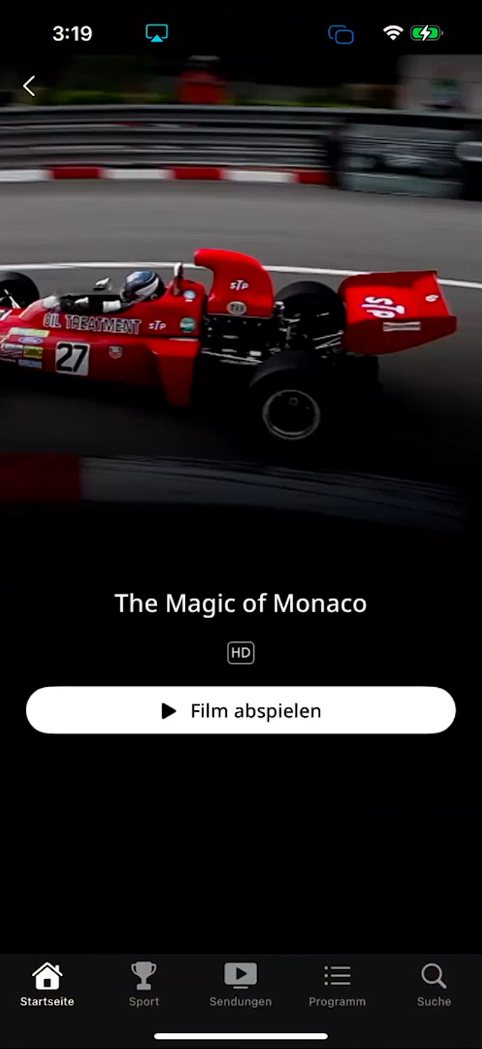 3:19
STP
STP
OIL TREATMENT STP
27
The Magic of Monaco
HD
Film abspielen
Startseite
Sport
Sendungen
Programm
Suche